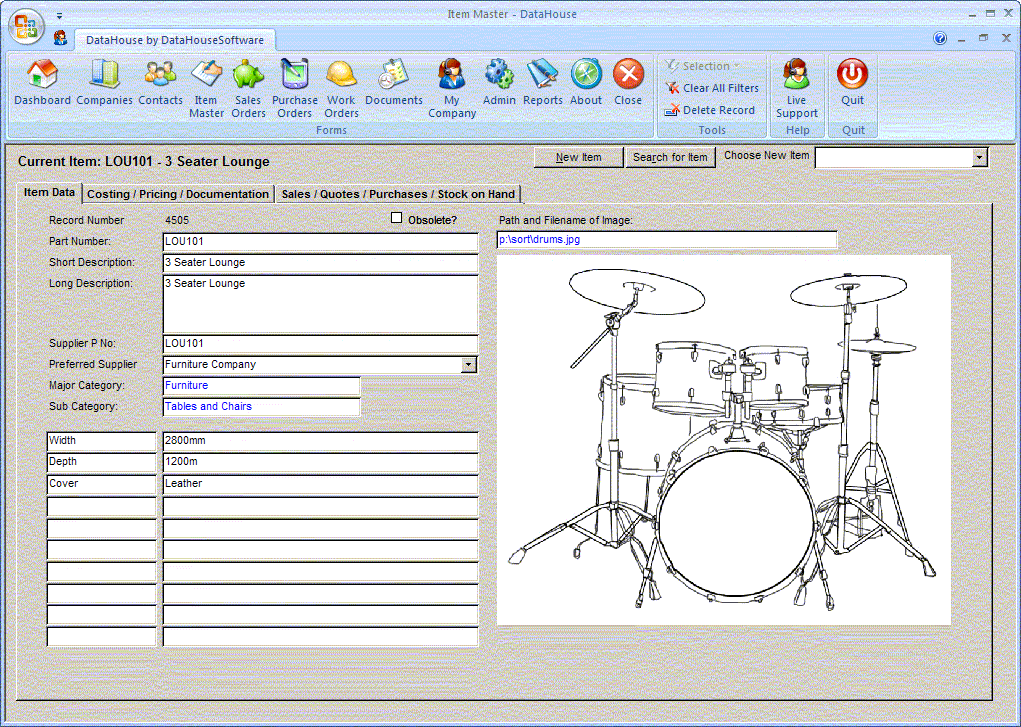 Item Master - DataHouse
DataHouse by DataHouseSoftware
Dashboard Companies Contacts Item Master Sales Orders Purchase Orders Work Orders Documents My Company Admin Reports About Close
Selection
Clear All Filters
Delete Record
Live Support
Quit
Forms Tools Help Quit
Current Item: LOU101 - 3 Seater Lounge
New Item Search for Item Choose New Item
Item Data Costing / Pricing / Documentation Sales / Quotes / Purchases / Stock on Hand
Record Number 4505 Obsolete? Path and Filename of Image:
Part Number: LOU101 p:\sort\drums.jpg
Short Description: 3 Seater Lounge
Long Description: 3 Seater Lounge
Supplier P No: LOU101
Preferred Supplier Furniture Company
Major Category: Furniture
Sub Category: Tables and Chairs
Width 2800mm
Depth 1200m
Cover Leather